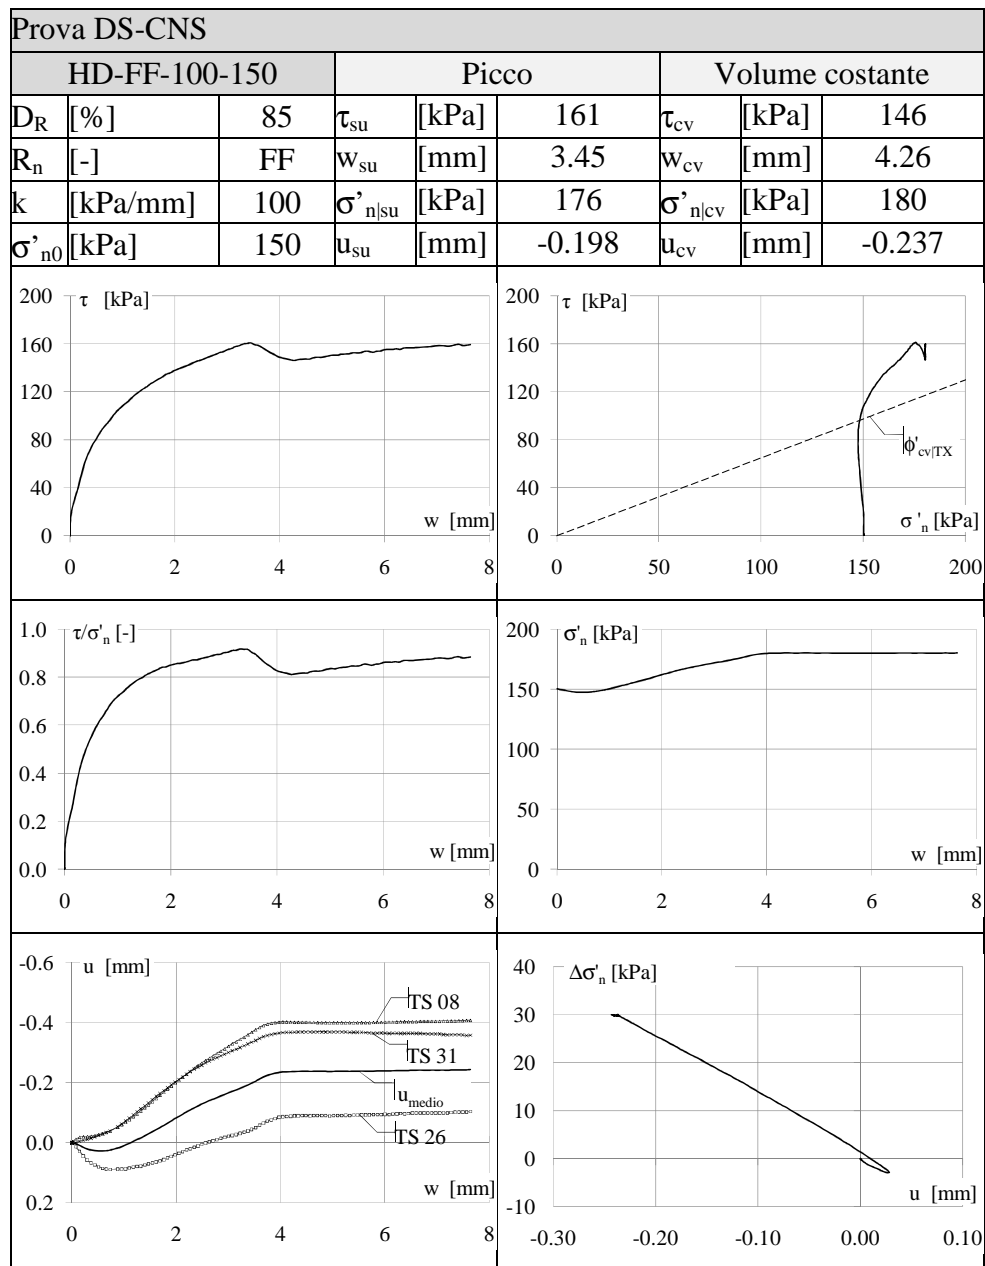 Prova DS-CNS
HD-FF-100-150 Picco Volume costante
D_R [%] 85 τ_su [kPa] 161 τ_cv [kPa] 146
R_n [-] FF w_su [mm] 3.45 w_cv [mm] 4.26
k [kPa/mm] 100 σ’_n|su [kPa] 176 σ’_n|cv [kPa] 180
σ’_n0 [kPa] 150 u_su [mm] -0.198 u_cv [mm] -0.237
τ [kPa]
200
160
120
80
40
0
w [mm]
0 2 4 6 8
τ [kPa]
200
160
120
80
40
0
ϕ'_cv|TX
σ '_n [kPa]
0 50 100 150 200
τ/σ'_n [-]
1.0
0.8
0.6
0.4
0.2
0.0
w [mm]
0 2 4 6 8
σ'_n [kPa]
200
150
100
50
0
w [mm]
0 2 4 6 8
u [mm]
-0.6
-0.4
-0.2
0.0
0.2
TS 08
TS 31
u_medio
TS 26
w [mm]
0 2 4 6 8
Δσ'_n [kPa]
40
30
20
10
0
-10
u [mm]
-0.30 -0.20 -0.10 0.00 0.10